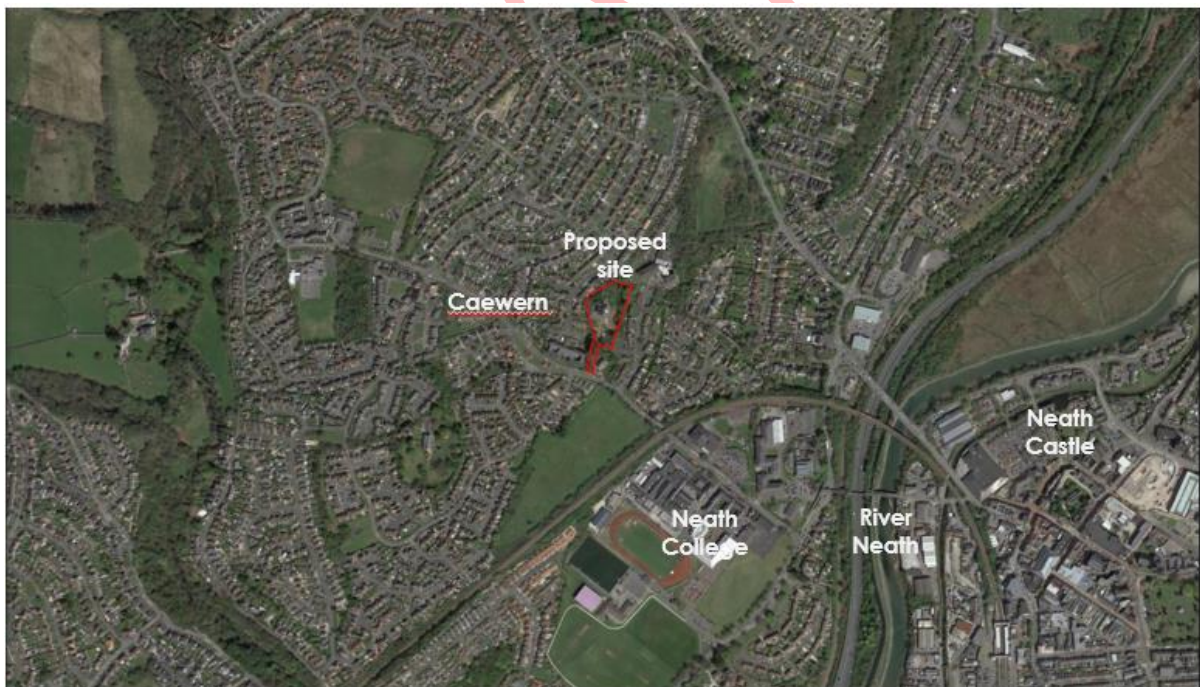 Proposed
site
Caewern
Neath
Castle
Neath
College
River
Neath